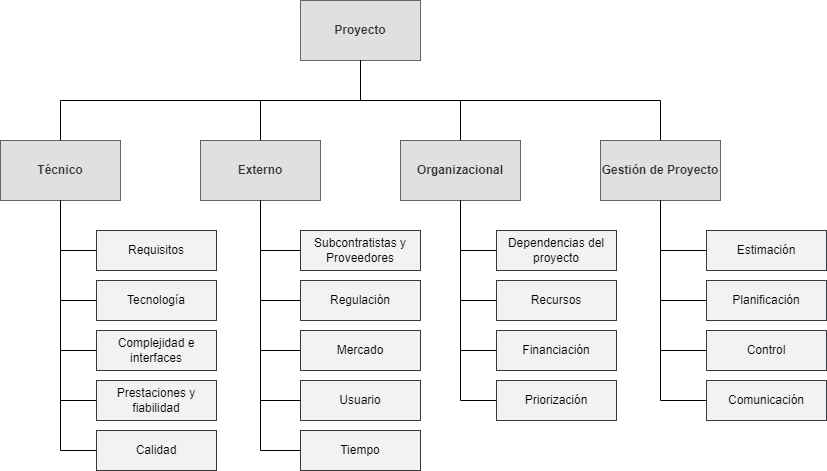 Proyecto
Técnico
Externo
Organizacional
Gestión de Proyecto
Requisitos
Tecnología
Complejidad e
interfaces
Prestaciones y
fiabilidad
Calidad
Subcontratistas y
Proveedores
Regulación
Mercado
Usuario
Tiempo
Dependencias del
proyecto
Recursos
Financiación
Priorización
Estimación
Planificación
Control
Comunicación